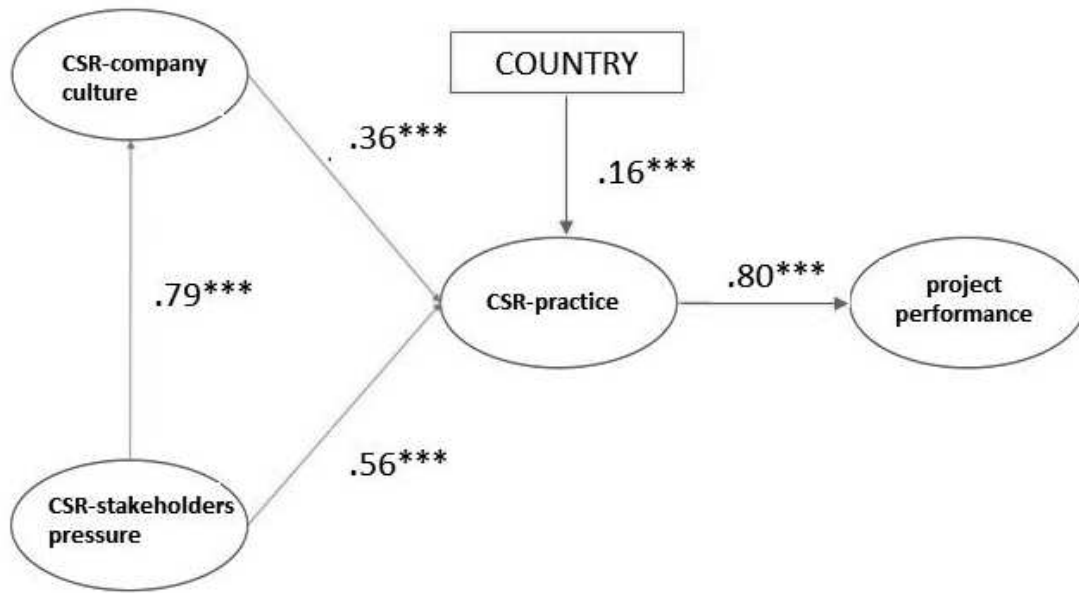 CSR-company
culture
COUNTRY
.36***
.16***
.79***
CSR-practice
.80***
project
performance
.56***
CSR-stakeholders
pressure